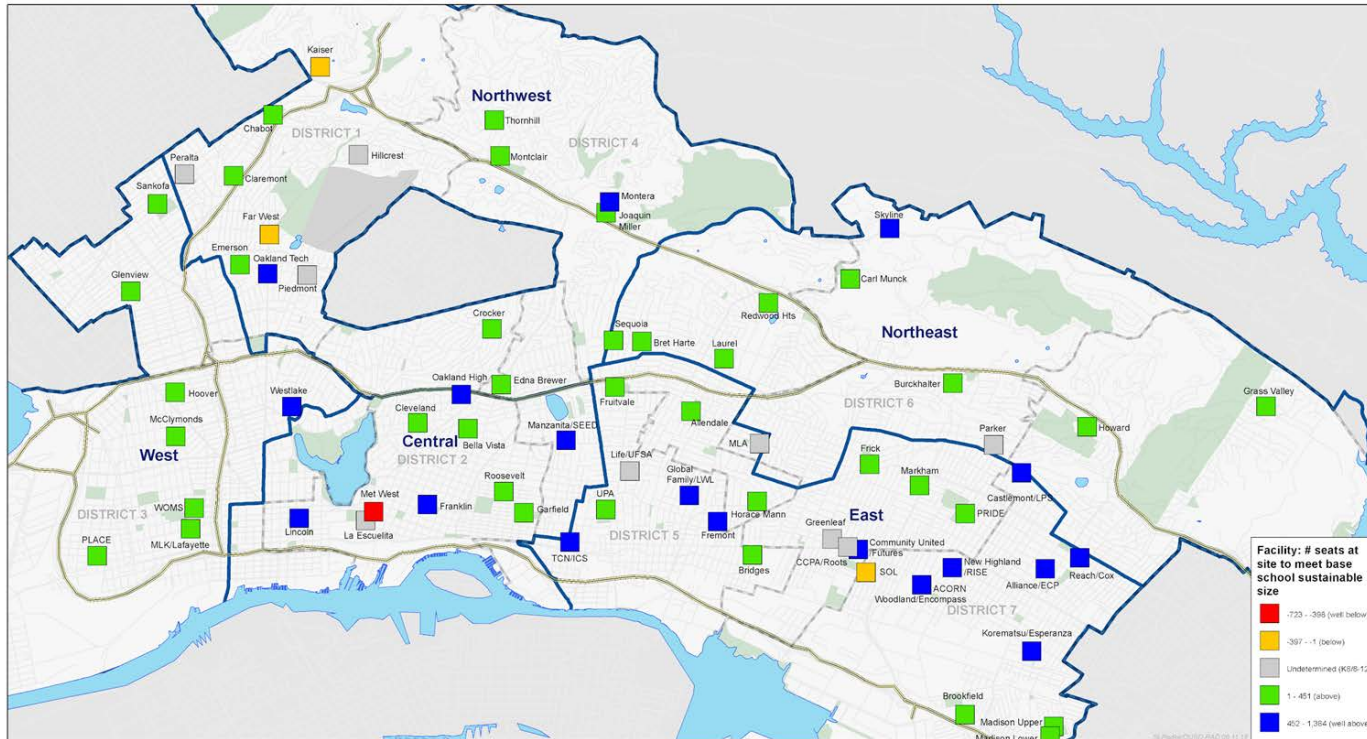 Kaiser
Northwest
Chabot
DISTRICT 1
Thornhill
DISTRICT 4
Peralta
Hillcrest
Montclair
Claremont
Sankofa
Montera
Joaquin
Miller
Far West
Skyline
Emerson
Oakland Tech
Piedmont
Glenview
Carl Munck
Redwood Hts
Crocker
Northeast
Sequoia
Bret Harte
Laurel
Hoover
Westlake
Oakland High
Edna Brewer
Fruitvale
Burckhalter
Grass Valley
DISTRICT 6
McClymonds
Cleveland
Allendale
Manzanita/SEED
Howard
West
Central
Bella Vista
DISTRICT 2
MLA
Parker
Life/UFSA
Frick
Global
Family/LWL
Markham
Castlemont/LPS
Roosevelt
Met West
WOMS
Franklin
UPA
Horace Mann
PRIDE
DISTRICT 3
Garfield
East
MLK/Lafayette
Lincoln
La Escuelita
Fremont
DISTRICT 5
Greenleaf
Community United
/Futures
PLACE
TCN/ICS
Bridges
CCPA/Roots
SOL
New Highland
/RISE
Alliance/ECP
Reach/Cox
ACORN
Woodland/Encompass
DISTRICT 7
Korematsu/Esperanza
Brookfield
Madison Upper
Madison Lower
Facility: # seats at
site to meet base
school sustainable
size
-723 - -398 (well below
-397 - -1 (below)
Undetermined (K8/6-12
1 - 451 (above)
452 - 1,384 (well above